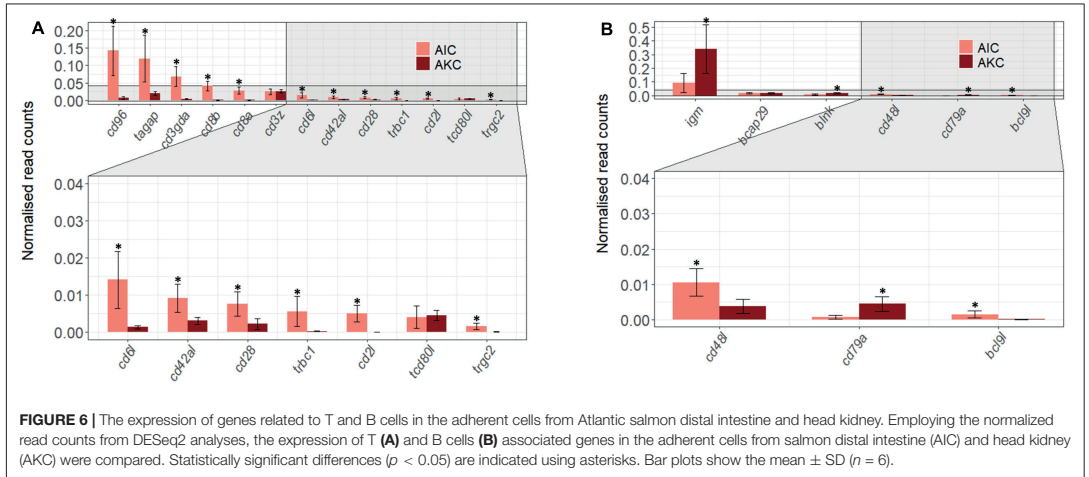 A
Normalised read counts
0.20
0.15
0.10
0.05
0.00
* * * * * * * * * * *
AIC
AKC
cd96 tagap cd3gda cd8b cd8a cd3z cd6l cd42al cd28 trbc1 cd2l tcd80l trgc2
0.04
0.03
0.02
0.01
0.00
* * * * * *
cd6l cd42al cd28 trbc1 cd2l tcd80l trgc2
B
Normalised read counts
0.5
0.4
0.3
0.2
0.1
0.0
* * * * *
AIC
AKC
igm bcap29 blnk cd48l cd79a bcl9l
0.04
0.03
0.02
0.01
0.00
* * *
cd48l cd79a bcl9l
FIGURE 6 | The expression of genes related to T and B cells in the adherent cells from Atlantic salmon distal intestine and head kidney. Employing the normalized
read counts from DESeq2 analyses, the expression of T (A) and B cells (B) associated genes in the adherent cells from salmon distal intestine (AIC) and head kidney
(AKC) were compared. Statistically significant differences (p < 0.05) are indicated using asterisks. Bar plots show the mean ± SD (n = 6).